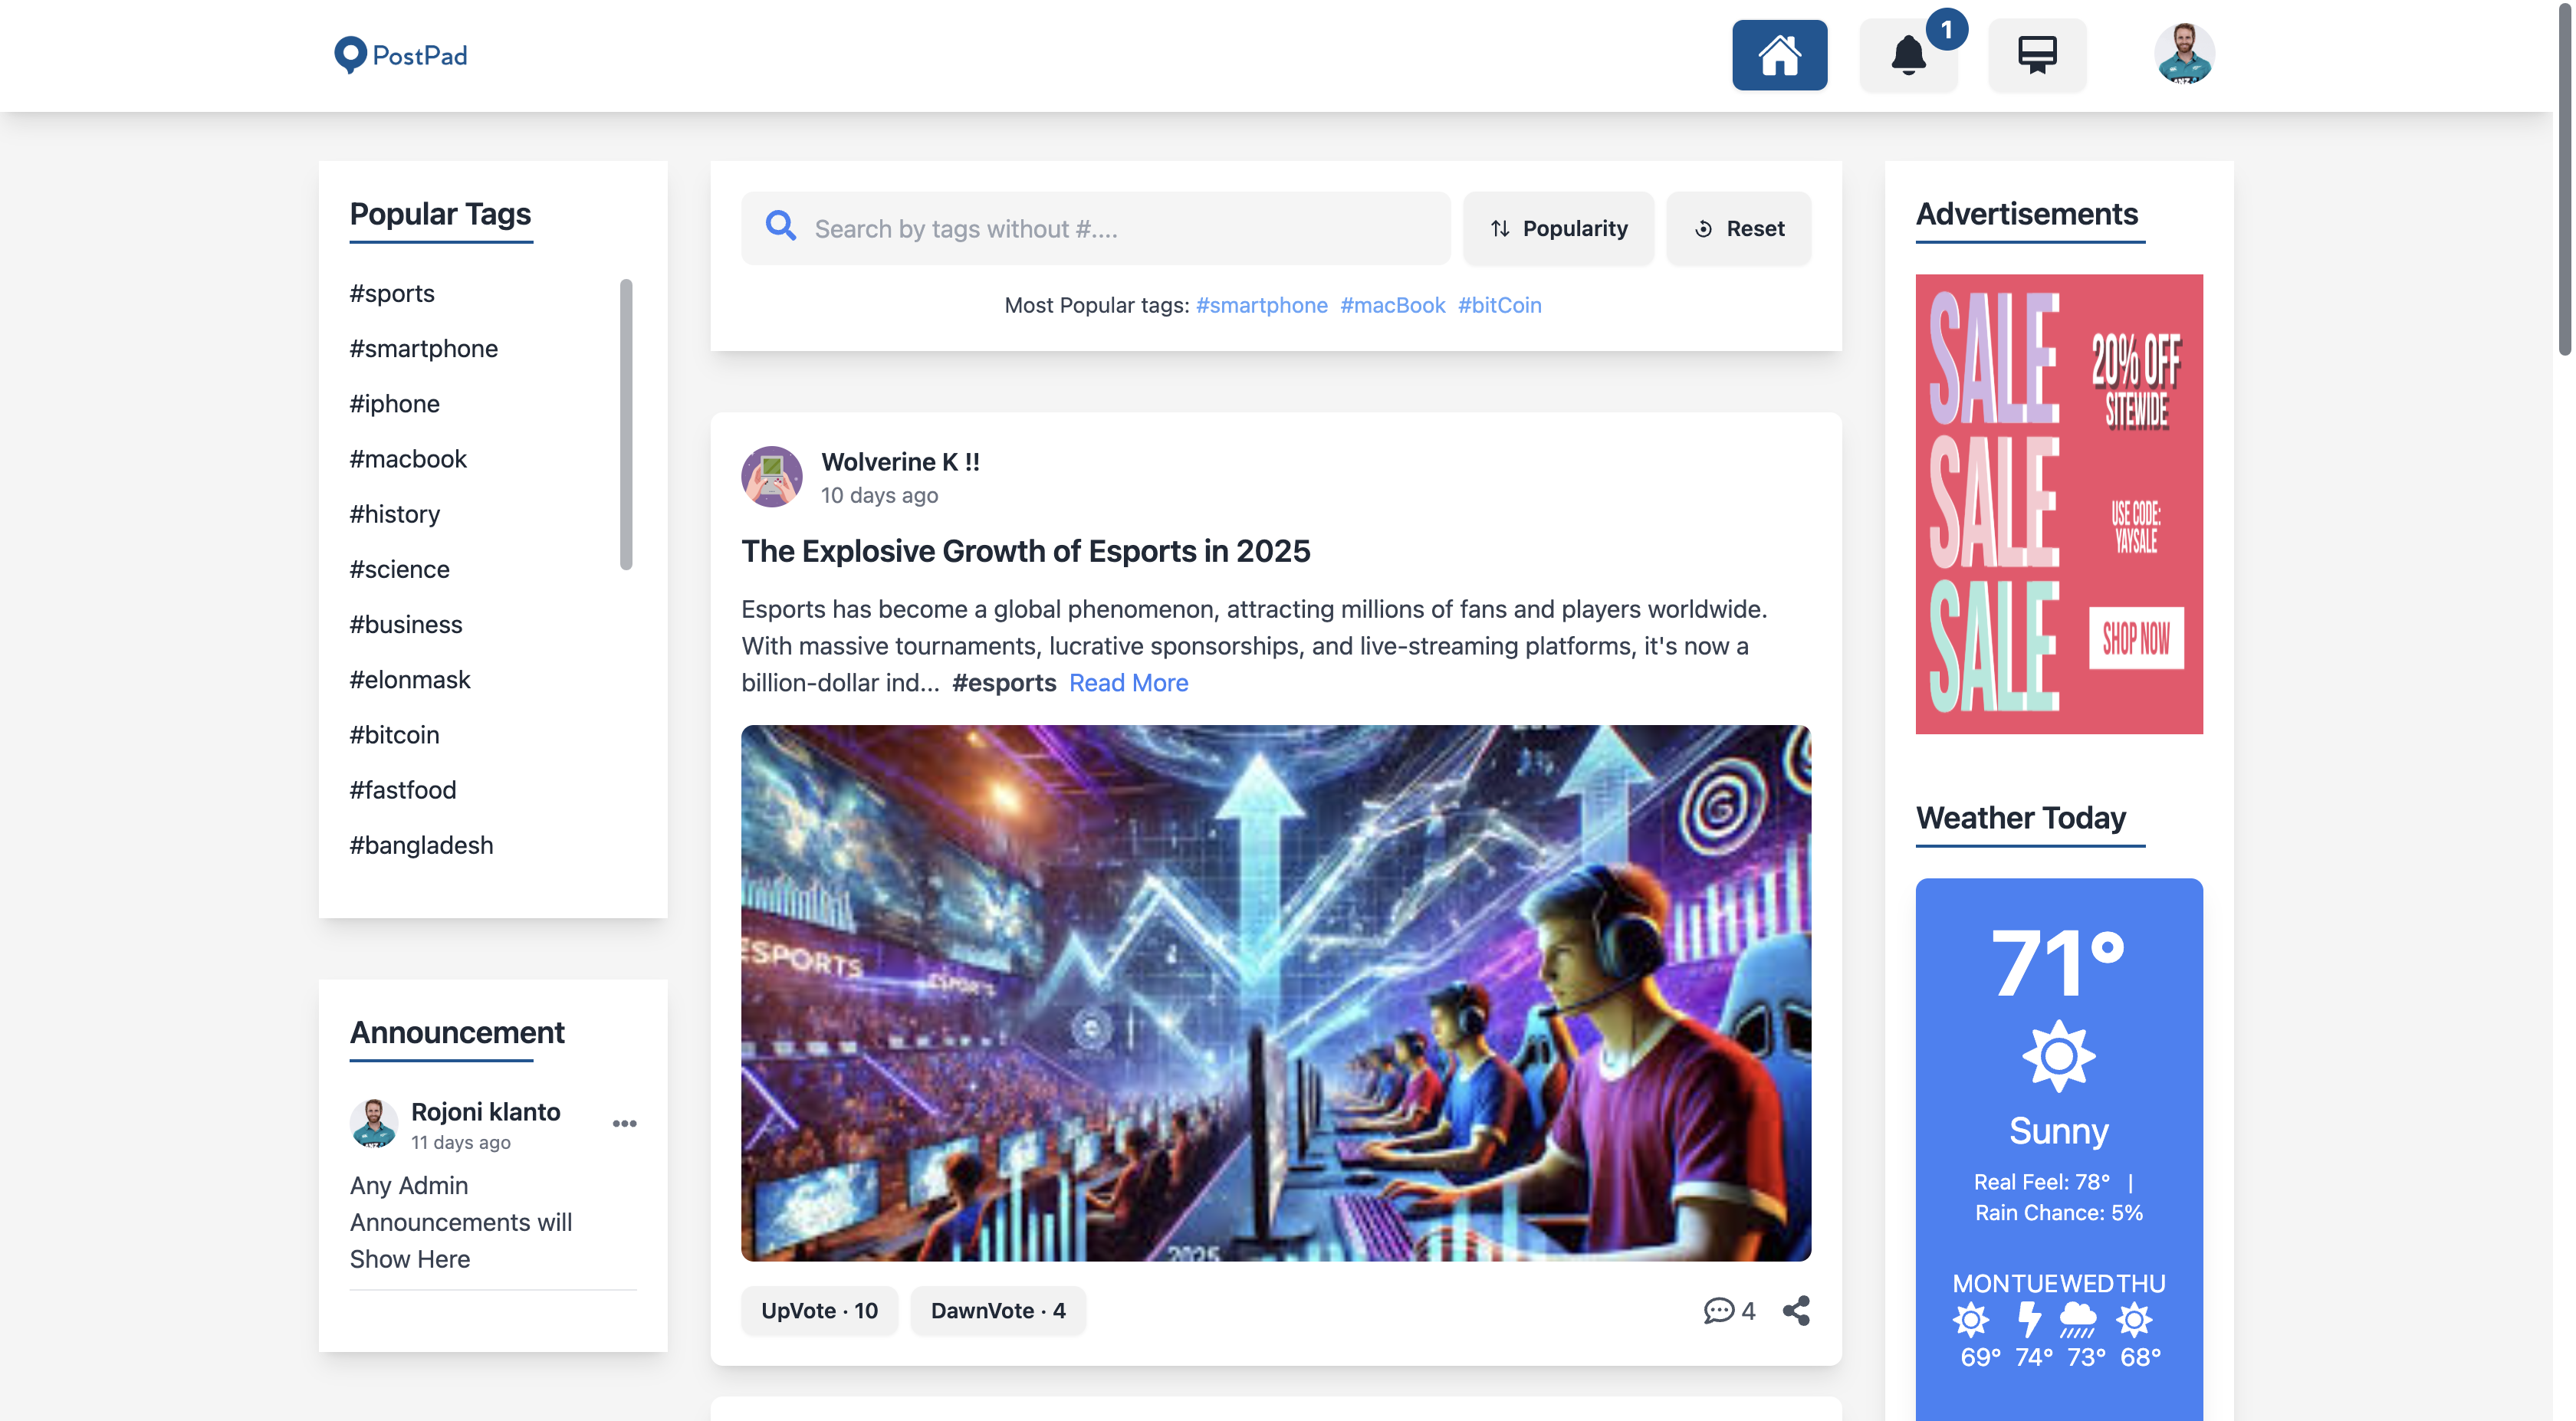 PostPad
1
Popular Tags
#sports
#smartphone
#iphone
#macbook
#history
#science
#business
#elonmask
#bitcoin
#fastfood
#bangladesh
Announcement
Rojoni klanto
11 days ago
Any Admin
Announcements will
Show Here
Search by tags without #....
Popularity
Reset
Most Popular tags: #smartphone #macBook #bitCoin
Wolverine K !!
10 days ago
The Explosive Growth of Esports in 2025
Esports has become a global phenomenon, attracting millions of fans and players worldwide.
With massive tournaments, lucrative sponsorships, and live-streaming platforms, it's now a
billion-dollar ind... #esports Read More
ESPORTS
2025
UpVote · 10
DawnVote · 4
4
Advertisements
SALE
SALE
SALE
20% OFF
SITEWIDE
USE CODE:
YAYSALE
SHOP NOW
Weather Today
71°
Sunny
Real Feel: 78° |
Rain Chance: 5%
MONTUEWEDTHU
69° 74° 73° 68°